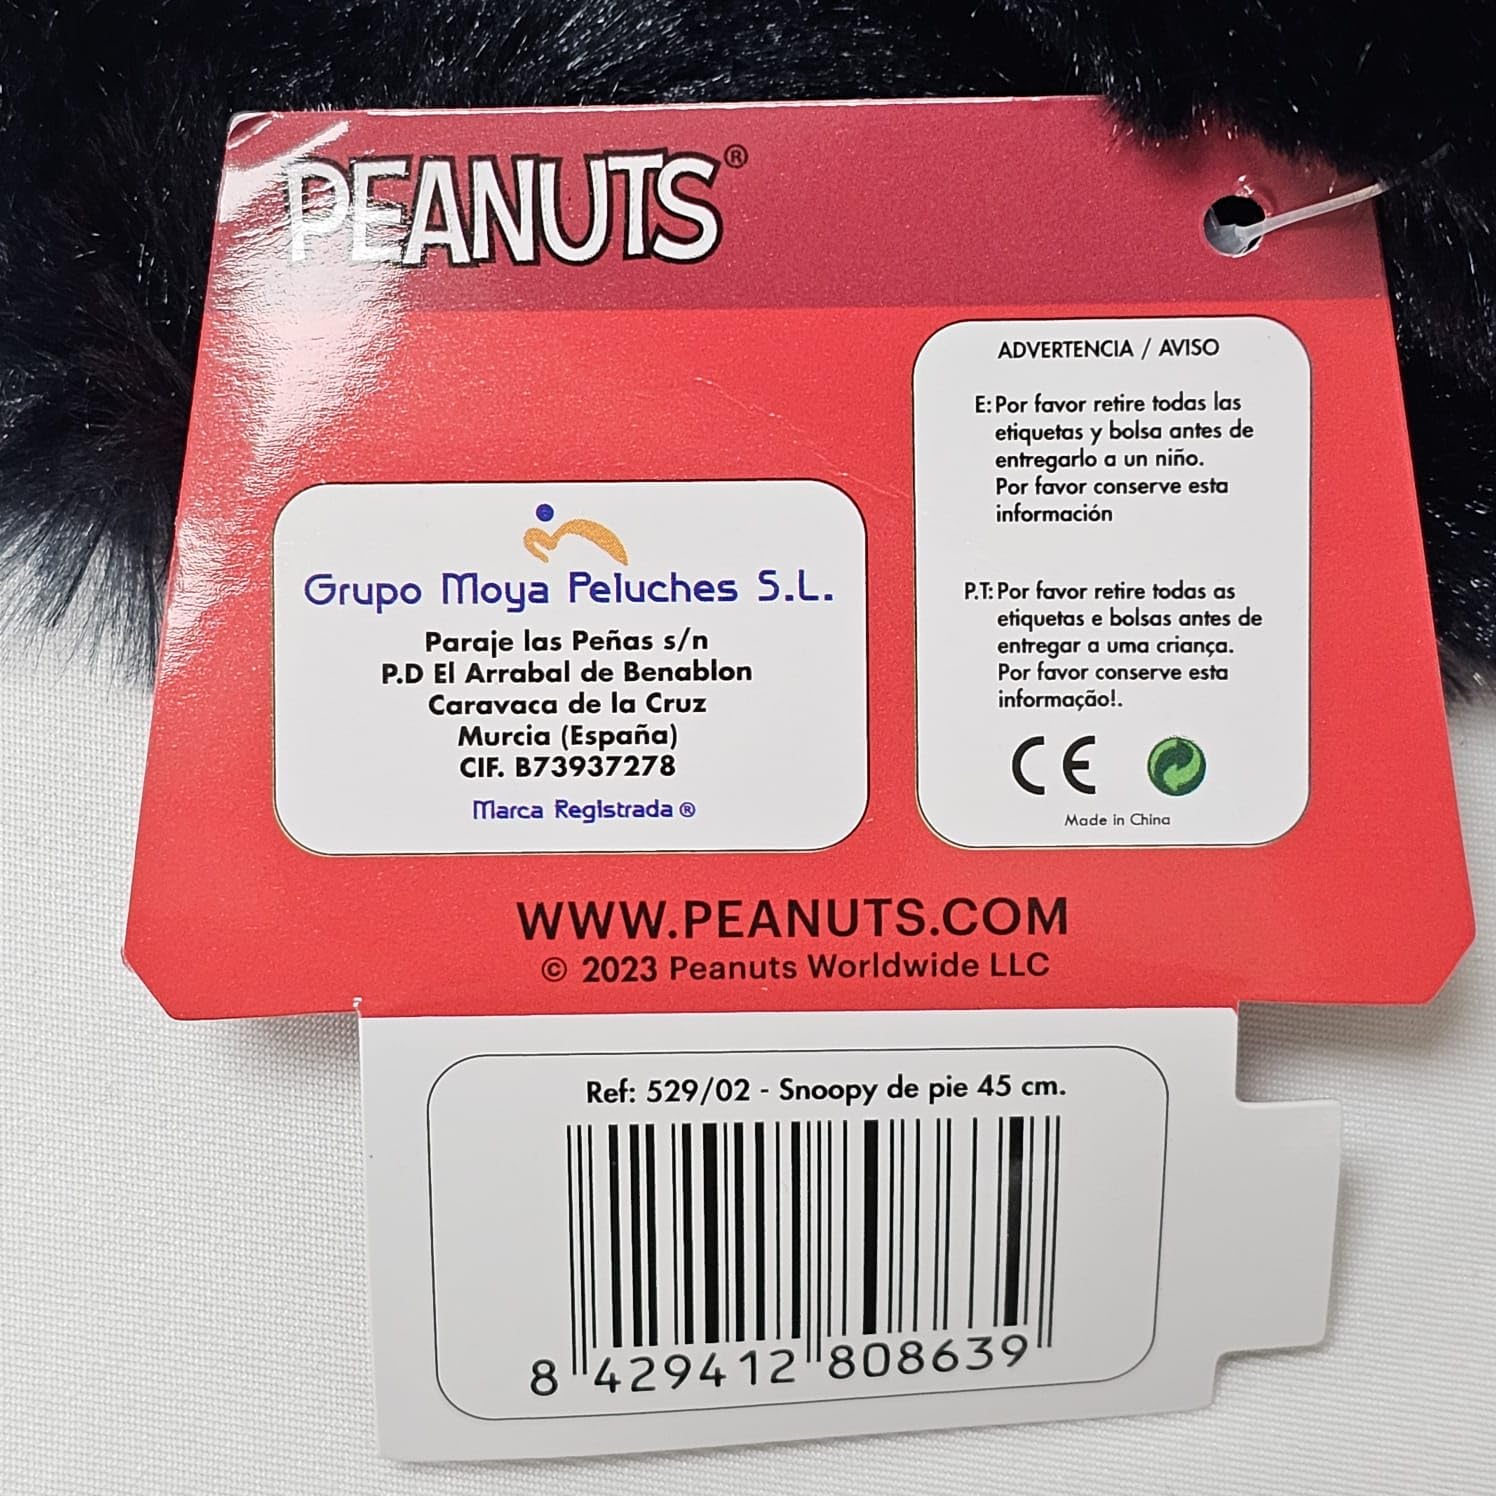 PEANUTS®
Grupo Moya Peluches S.L.
Paraje las Peñas s/n
P.D El Arrabal de Benablon
Caravaca de la Cruz
Murcia (España)
CIF. B73937278
Marca Registrada ®
ADVERTENCIA / AVISO
E: Por favor retire todas las
etiquetas y bolsa antes de
entregarlo a un niño.
Por favor conserve esta
información
P.T: Por favor retire todas as
etiquetas e bolsas antes de
entregar a uma criança.
Por favor conserve esta
informação!.
CE
Made in China
WWW.PEANUTS.COM
© 2023 Peanuts Worldwide LLC
Ref: 529/02 - Snoopy de pie 45 cm.
8 429412 808639